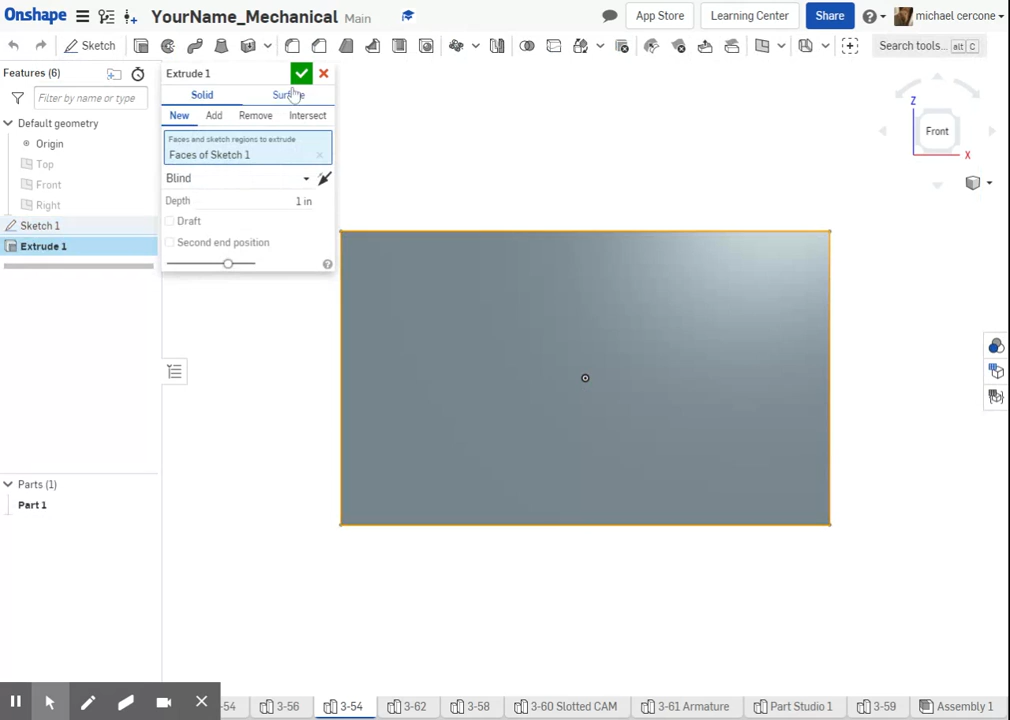 Onshape YourName_Mechanical Main App Store Learning Center Share michael cercone
Sketch Search tools... alt C
Features (6)
Filter by name or type
Default geometry
Origin
Top
Front
Right
Sketch 1
Extrude 1
Extrude 1
Solid Surface
New Add Remove Intersect
Faces and sketch regions to extrude
Faces of Sketch 1
Blind
Depth 1 in
Draft
Second end position
Z
Front
X
Parts (1)
Part 1
-54 3-56 3-54 3-62 3-58 3-60 Slotted CAM 3-61 Armature Part Studio 1 3-59 Assembly 1